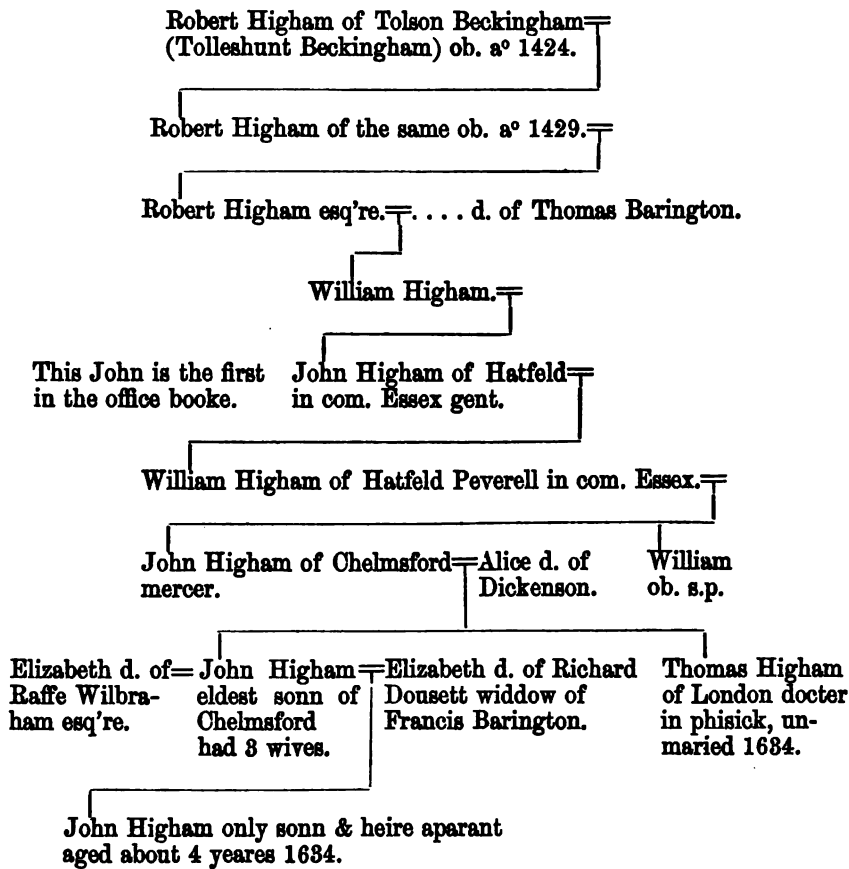 Robert Higham of Tolson Beckingham=
(Tolleshunt Beckingham) ob. aº 1424.
Robert Higham of the same ob. aº 1429.=
Robert Higham esq're.=.... d. of Thomas Barington.
William Higham.=
This John is the first
in the office booke.
John Higham of Hatfeld=
in com. Essex gent.
William Higham of Hatfeld Peverell in com. Essex.=
John Higham of Chelmsford=
mercer.
Alice d. of
Dickenson.
William
ob. s.p.
Elizabeth d. of=
Raffe Wilbra-
ham esq're.
John Higham=
eldest sonn of
Chelmsford
had 3 wives.
Elizabeth d. of Richard
Dousett widdow of
Francis Barington.
Thomas Higham
of London docter
in phisick, un-
maried 1634.
John Higham only sonn & heire aparant
aged about 4 yeares 1634.